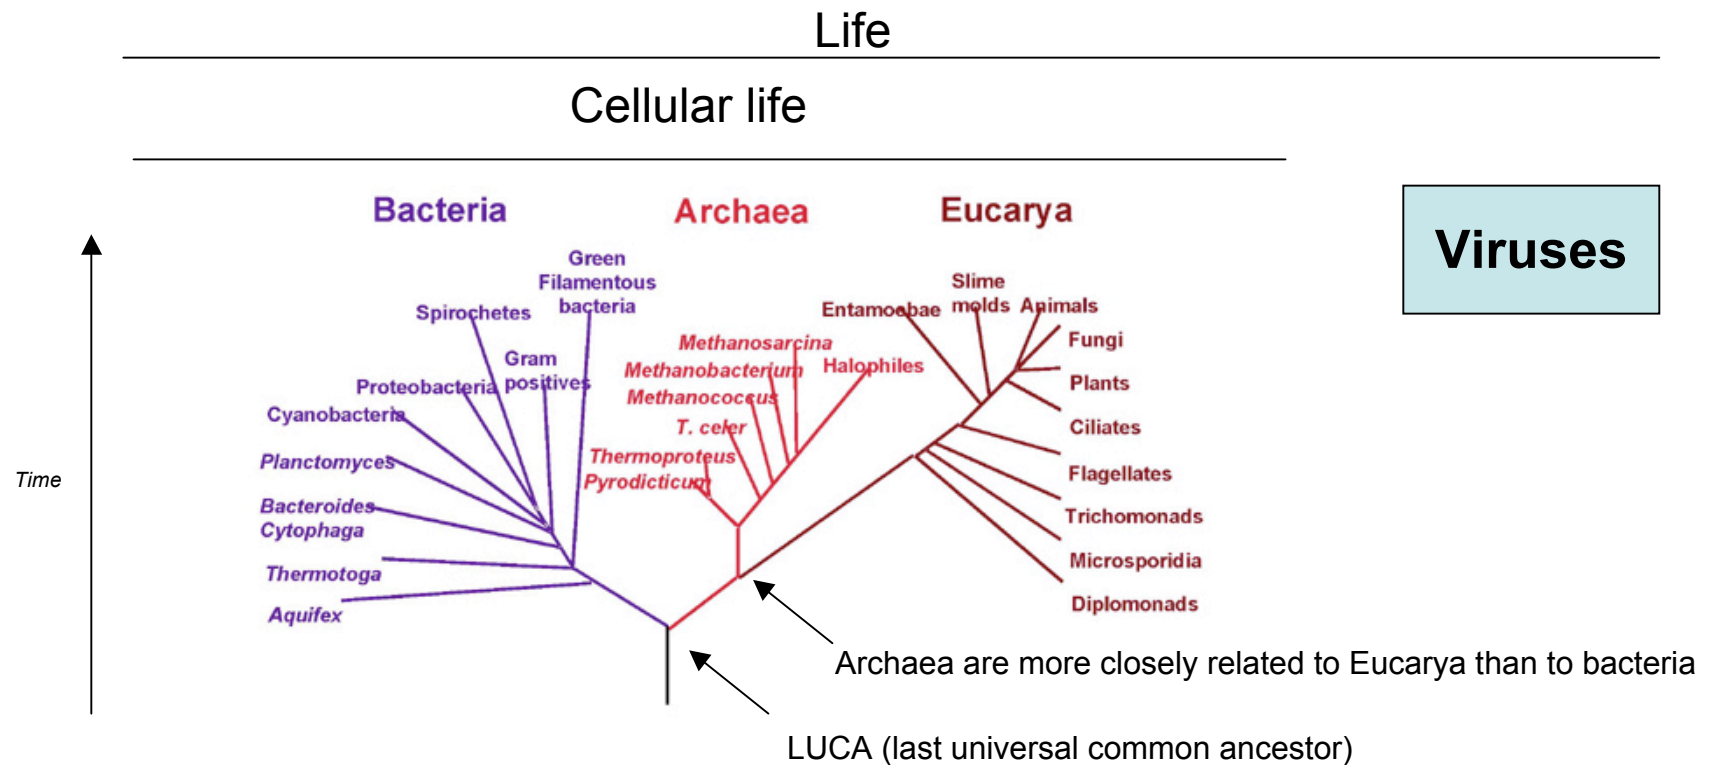 Life
Cellular life
Bacteria
Archaea
Eucarya
Viruses
Green
Filamentous
bacteria
Spirochetes
Gram
positives
Proteobacteria
Cyanobacteria
Planctomyces
Bacteroides
Cytophaga
Thermotoga
Aquifex
Methanosarcina
Methanobacterium
Halophiles
Methanococcus
T. celer
Thermoproteus
Pyrodicticum
Entamoebae
Slime
molds
Animals
Fungi
Plants
Ciliates
Flagellates
Trichomonads
Microsporidia
Diplomonads
Time
Archaea are more closely related to Eucarya than to bacteria
LUCA (last universal common ancestor)